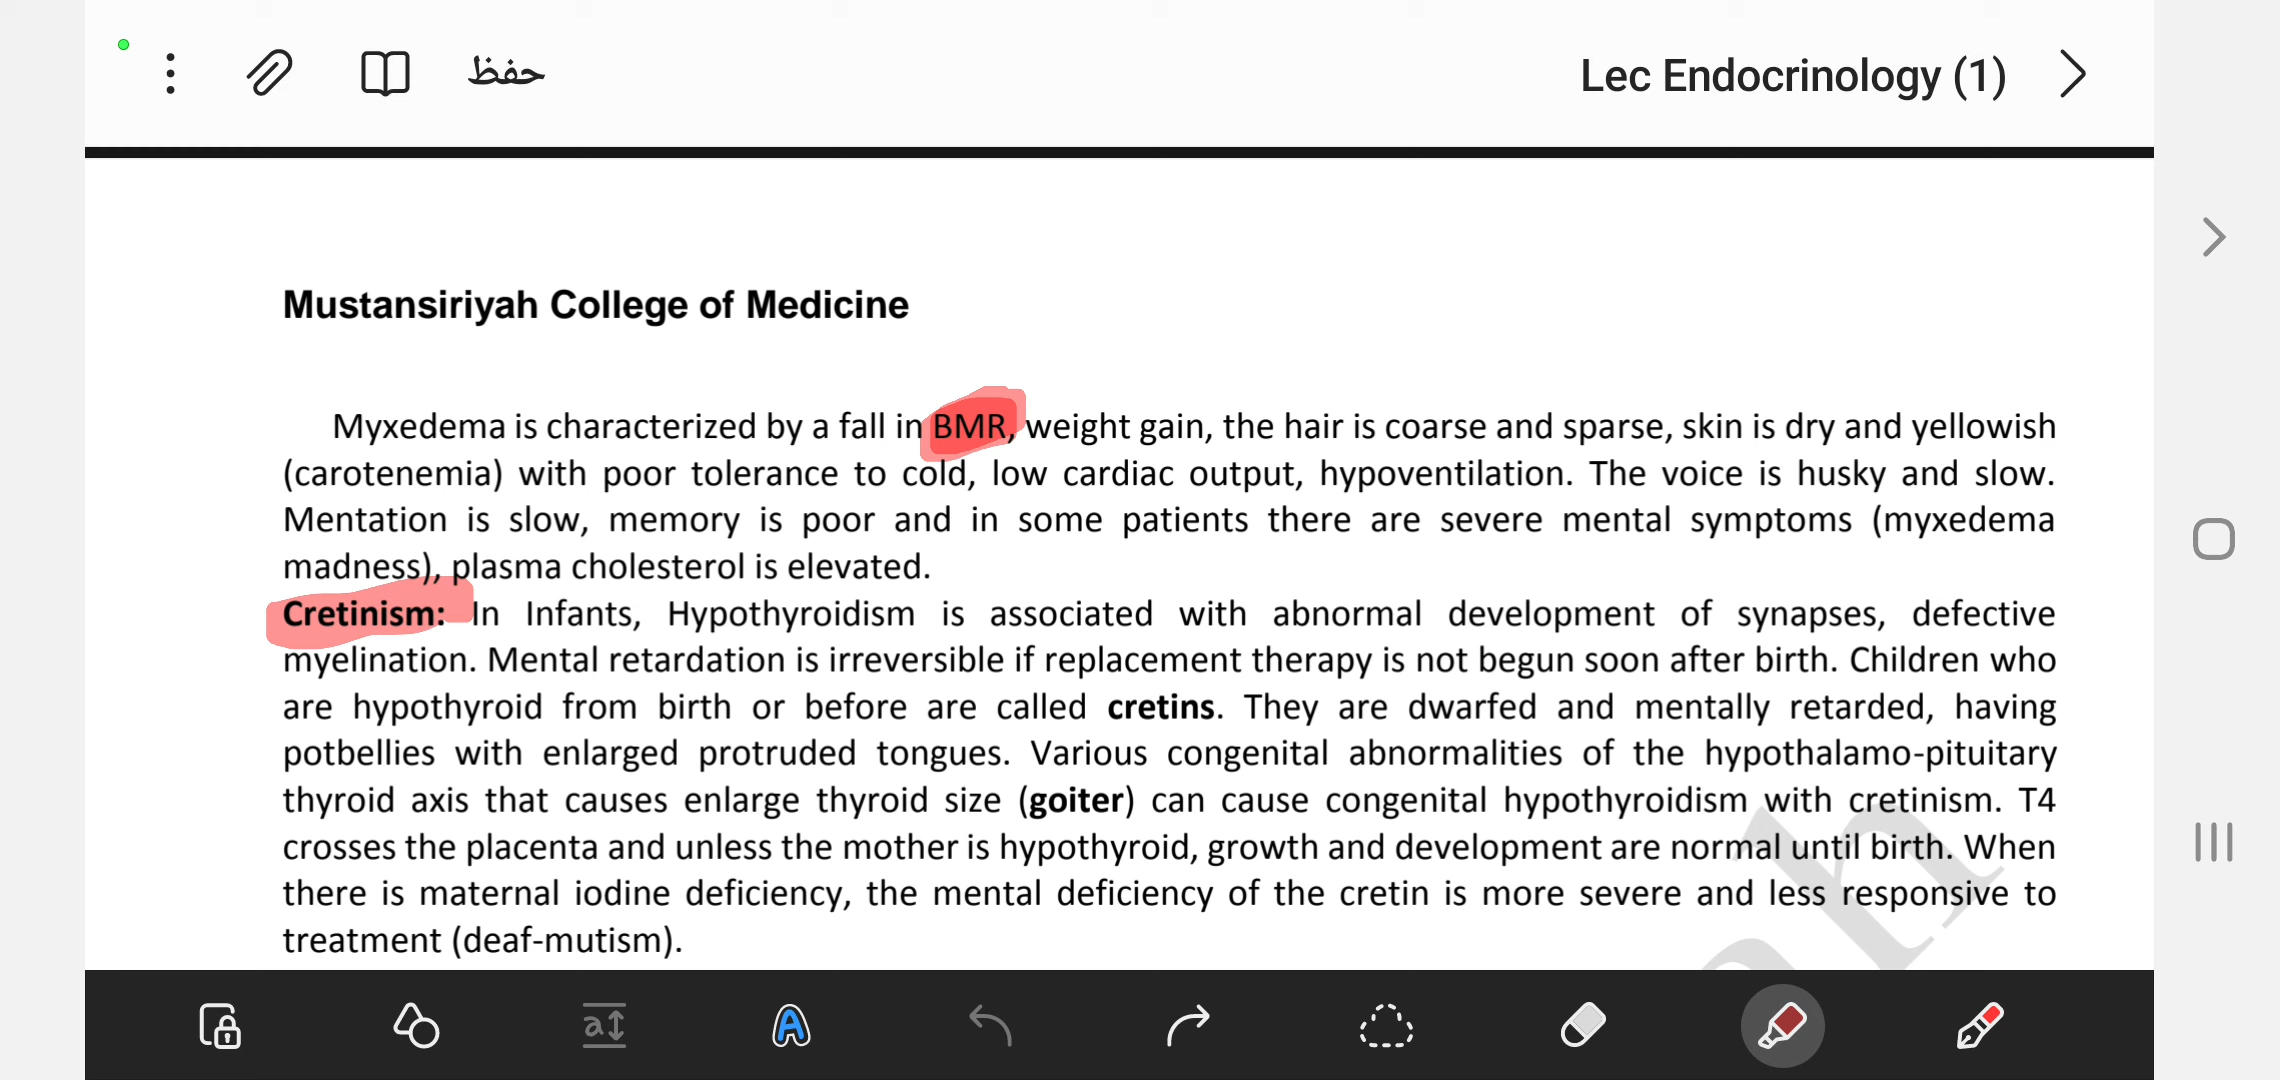 حفظ
Lec Endocrinology (1)
Mustansiriyah College of Medicine
Myxedema is characterized by a fall in BMR, weight gain, the hair is coarse and sparse, skin is dry and yellowish
(carotenemia) with poor tolerance to cold, low cardiac output, hypoventilation. The voice is husky and slow.
Mentation is slow, memory is poor and in some patients there are severe mental symptoms (myxedema
madness), plasma cholesterol is elevated.
Cretinism: In Infants, Hypothyroidism is associated with abnormal development of synapses, defective
myelination. Mental retardation is irreversible if replacement therapy is not begun soon after birth. Children who
are hypothyroid from birth or before are called cretins. They are dwarfed and mentally retarded, having
potbellies with enlarged protruded tongues. Various congenital abnormalities of the hypothalamo-pituitary
thyroid axis that causes enlarge thyroid size (goiter) can cause congenital hypothyroidism with cretinism. T4
crosses the placenta and unless the mother is hypothyroid, growth and development are normal until birth. When
there is maternal iodine deficiency, the mental deficiency of the cretin is more severe and less responsive to
treatment (deaf-mutism).